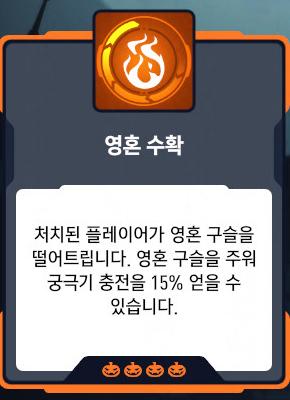 영혼 수확
처치된 플레이어가 영혼 구슬을
떨어트립니다. 영혼 구슬을 주워
궁극기 충전을 15% 얻을 수
있습니다.